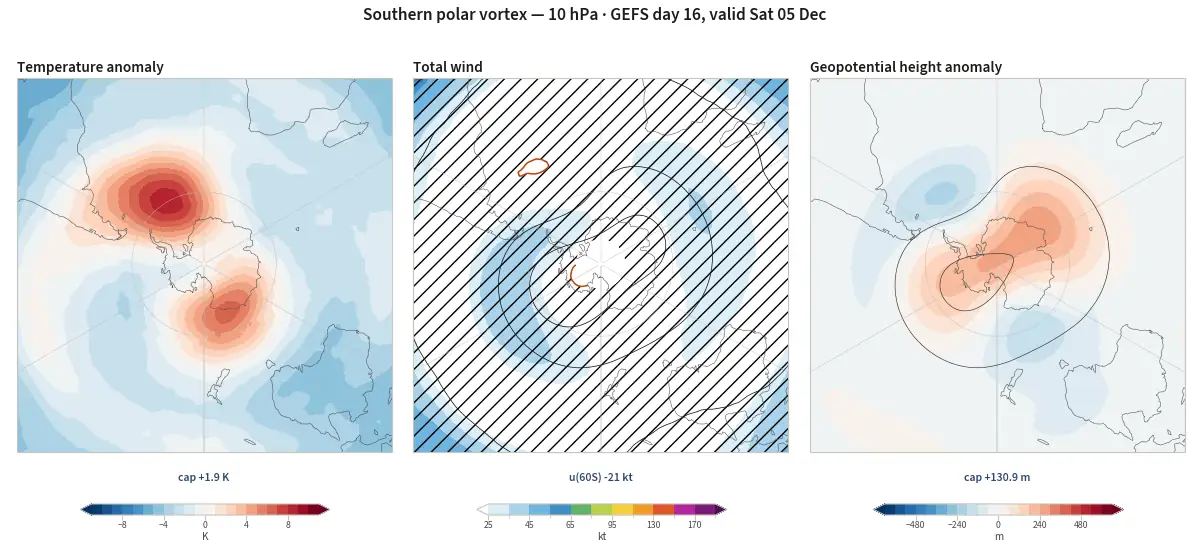 Southern polar vortex — 10 hPa · GEFS day 16, valid Sat 05 Dec
Temperature anomaly
Total wind
Geopotential height anomaly
cap +1.9 K
u(60S) -21 kt
cap +130.9 m
−8 −4 0 4 8
K
25 45 65 95 130 170
kt
−480 −240 0 240 480
m